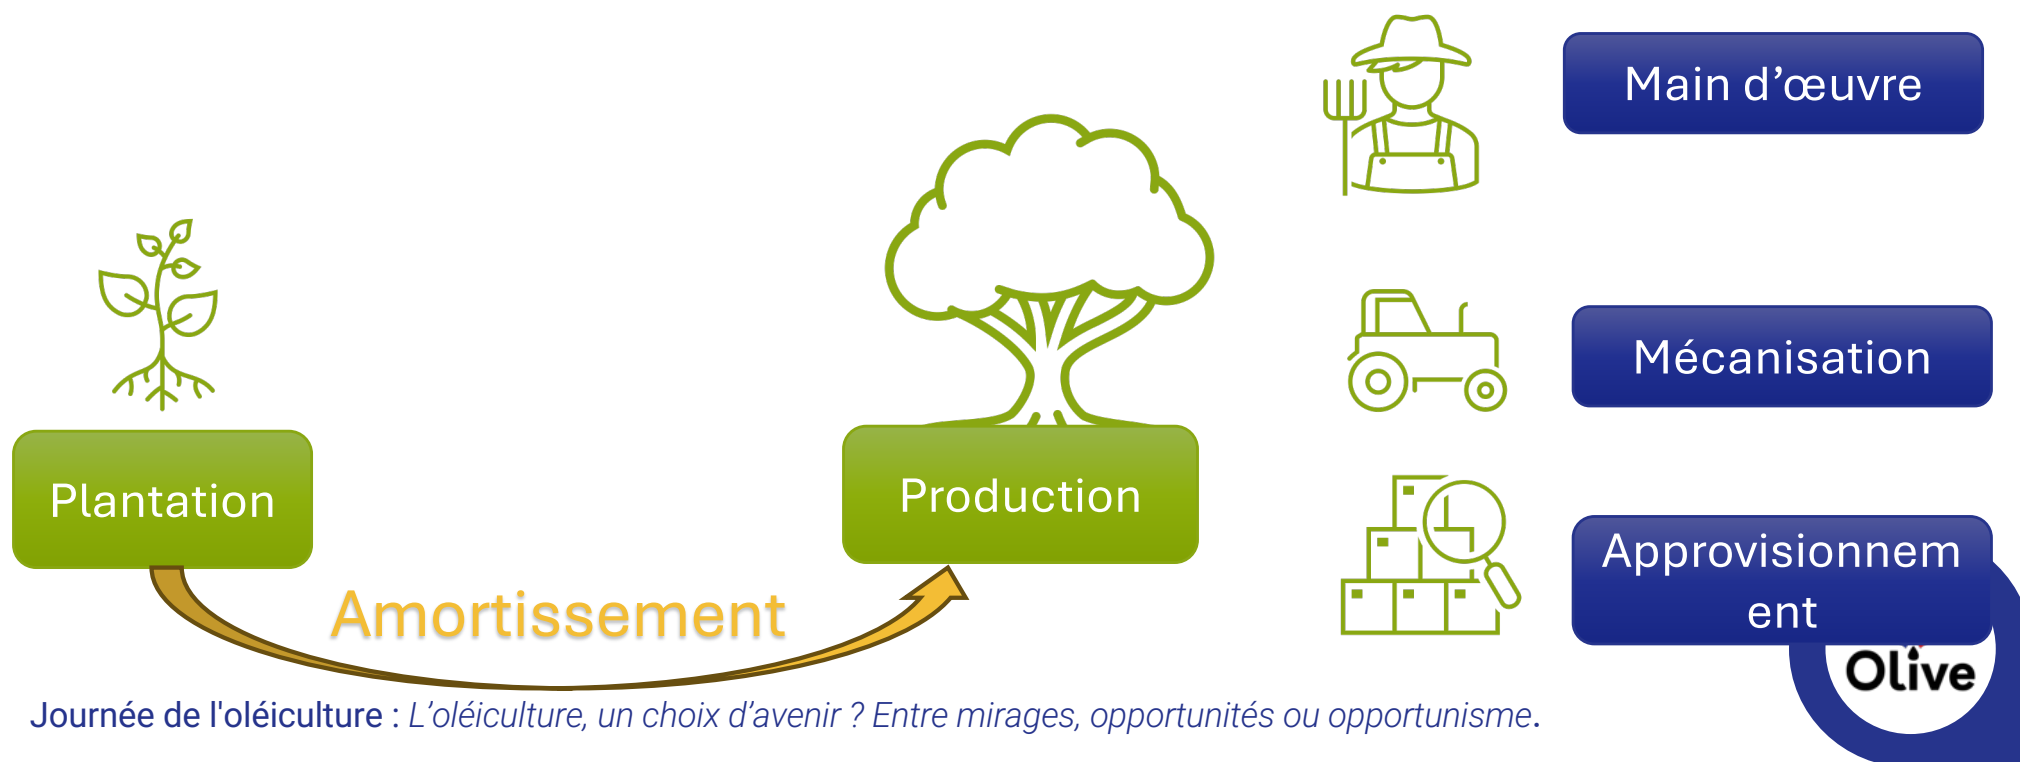 Main d’œuvre
Mécanisation
Plantation
Production
Approvisionnem
ent
Amortissement
Olive
Journée de l'oléiculture : L’oléiculture, un choix d’avenir ? Entre mirages, opportunités ou opportunisme.